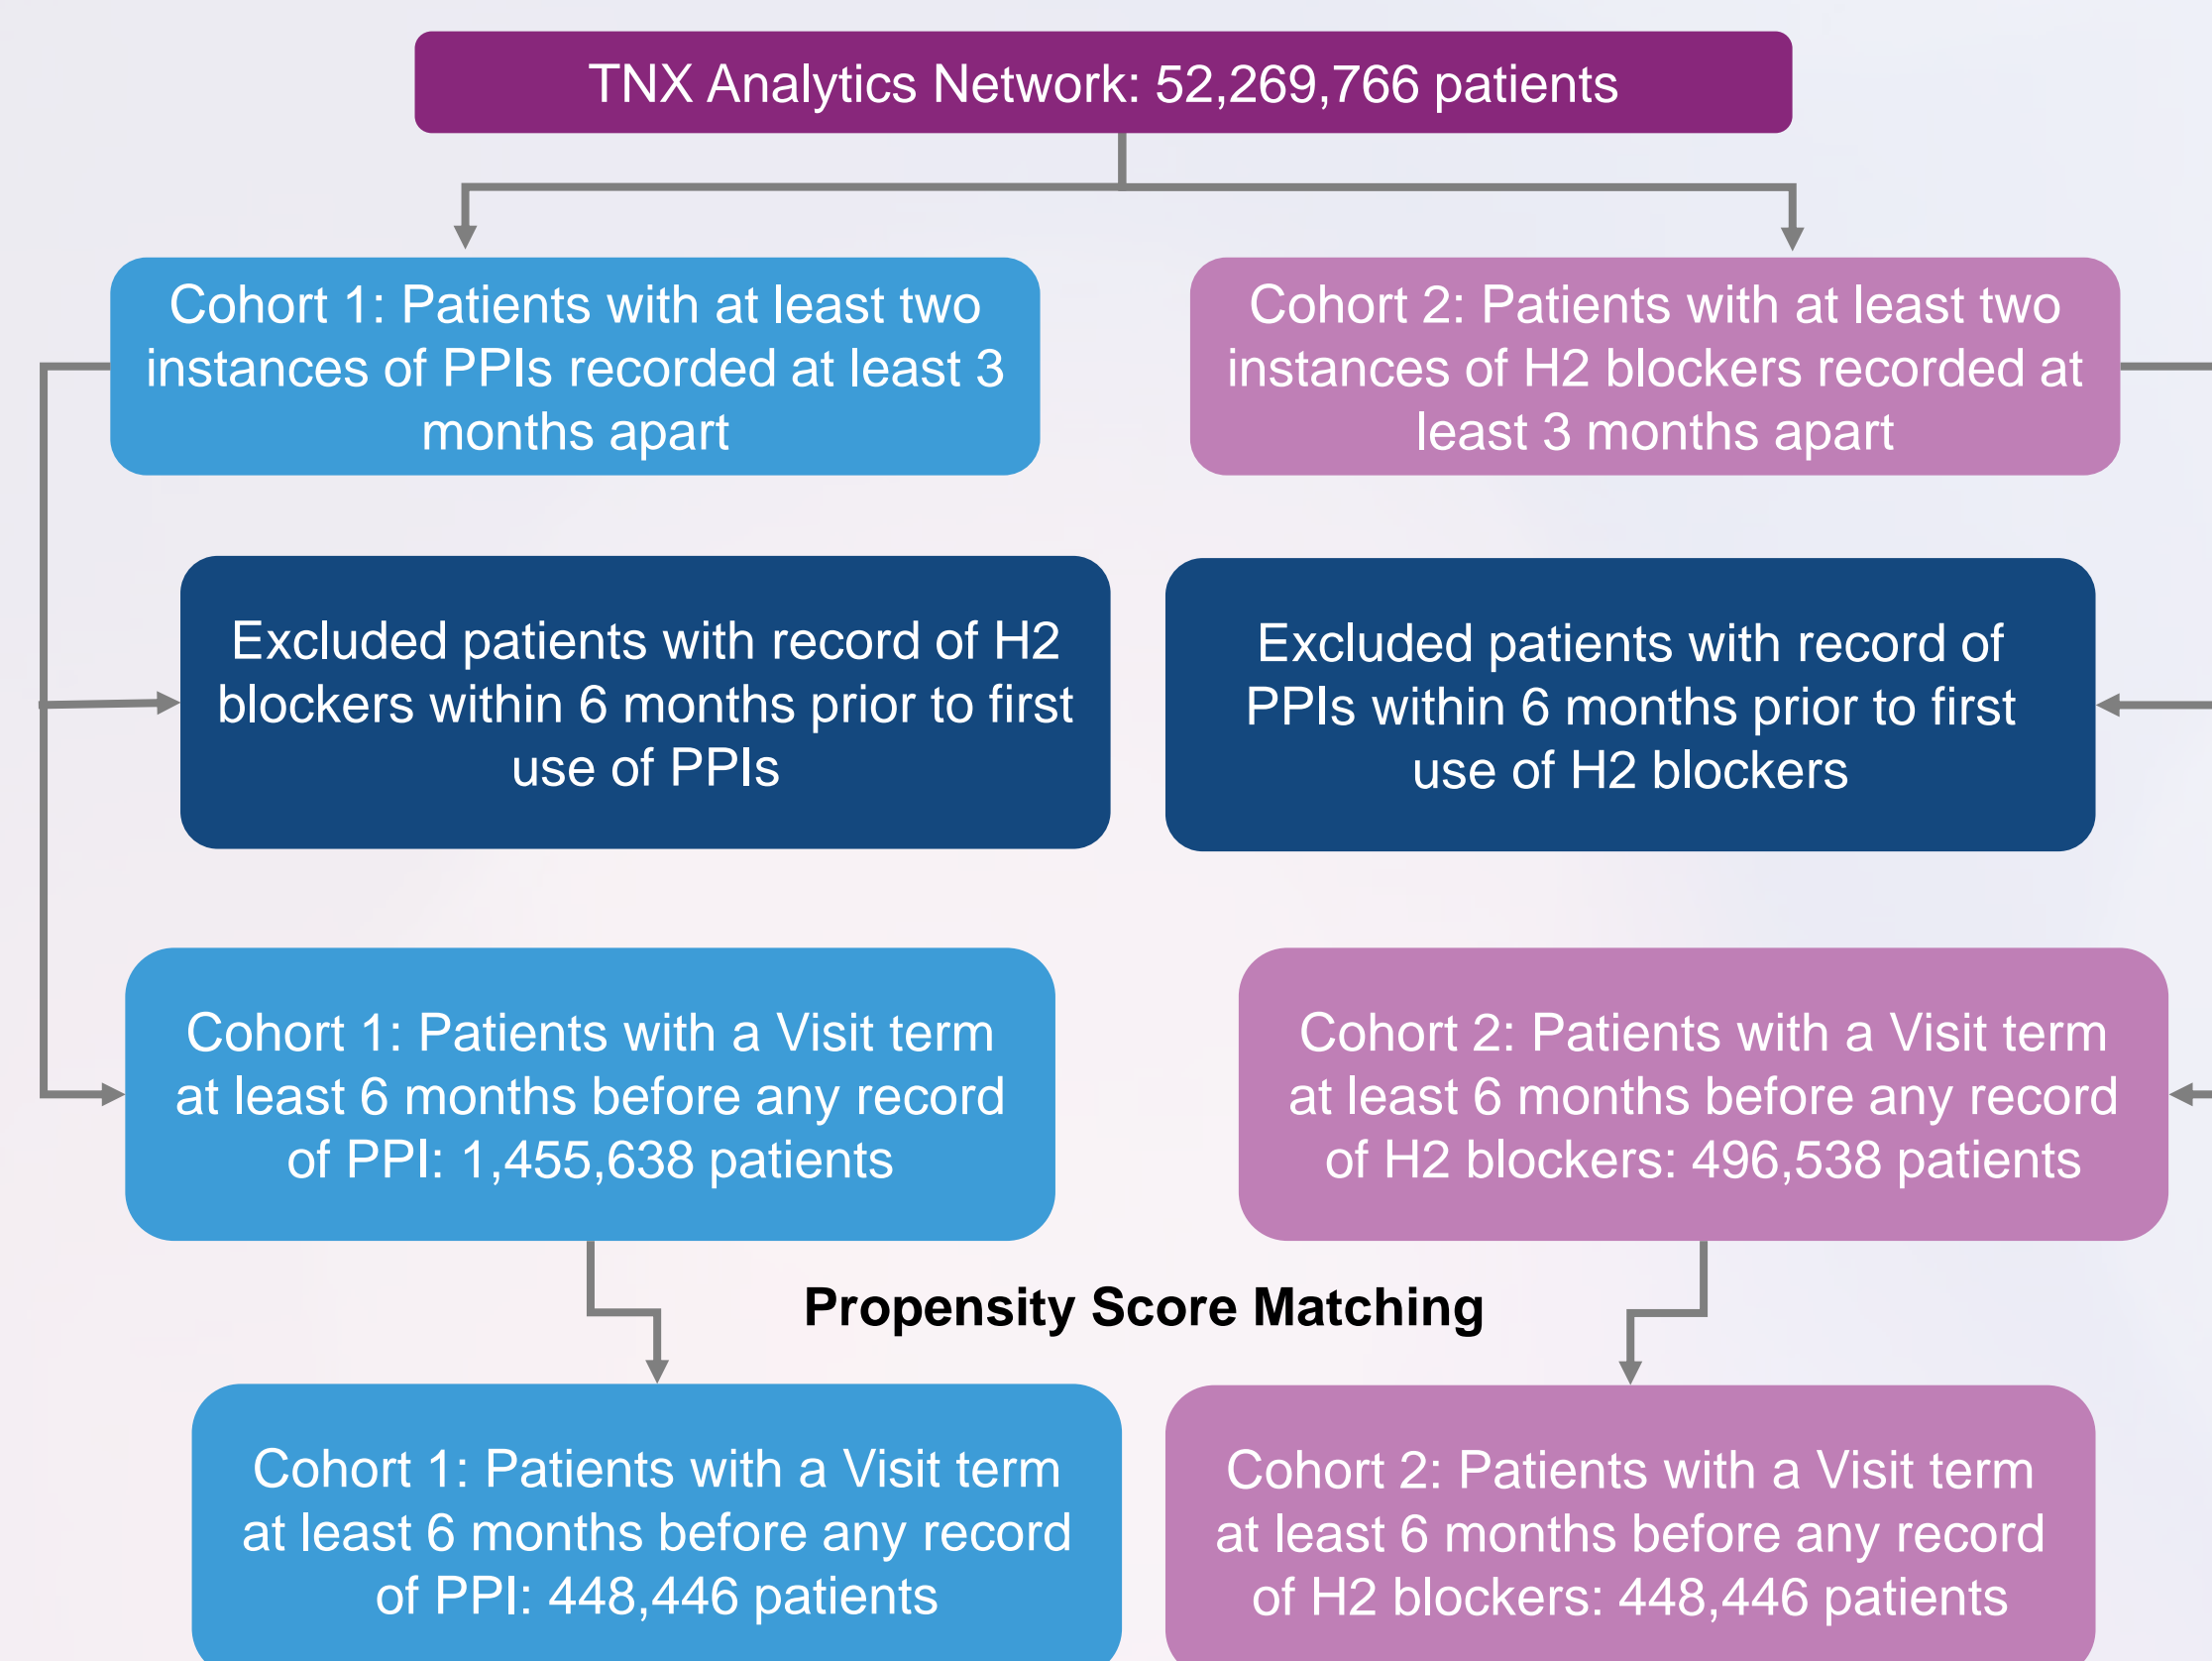 TNX Analytics Network: 52,269,766 patients
Cohort 1: Patients with at least two
instances of PPIs recorded at least 3
months apart
Cohort 2: Patients with at least two
instances of H2 blockers recorded at
least 3 months apart
Excluded patients with record of H2
blockers within 6 months prior to first
use of PPIs
Excluded patients with record of
PPIs within 6 months prior to first
use of H2 blockers
Cohort 1: Patients with a Visit term
at least 6 months before any record
of PPI: 1,455,638 patients
Cohort 2: Patients with a Visit term
at least 6 months before any record
of H2 blockers: 496,538 patients
Propensity Score Matching
Cohort 1: Patients with a Visit term
at least 6 months before any record
of PPI: 448,446 patients
Cohort 2: Patients with a Visit term
at least 6 months before any record
of H2 blockers: 448,446 patients